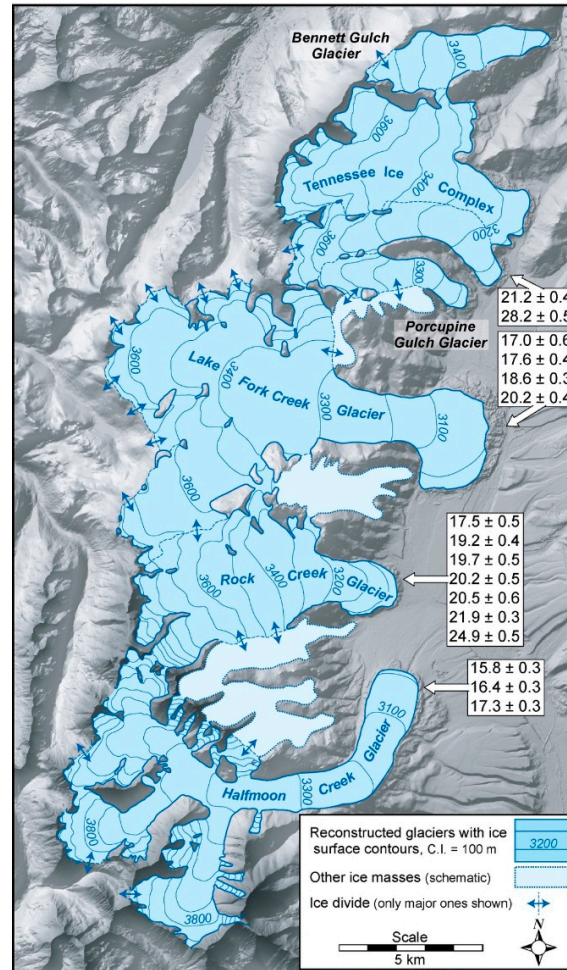 Bennett Gulch
Glacier
3400
3600
Tennessee Ice
Complex
3400
3200
3600
3300
Porcupine
Gulch Glacier
21.2 ± 0.4
28.2 ± 0.5
17.0 ± 0.6
17.6 ± 0.4
18.6 ± 0.3
20.2 ± 0.4
3600
Lake
Fork Creek
Glacier
3400
3300
3100
3600
17.5 ± 0.5
19.2 ± 0.4
19.7 ± 0.5
20.2 ± 0.5
20.5 ± 0.6
21.9 ± 0.3
24.9 ± 0.5
Rock
Creek
Glacier
3600
3400
3200
15.8 ± 0.3
16.4 ± 0.3
17.3 ± 0.3
3100
Halfmoon
Creek
Glacier
3300
3800
3800
Reconstructed glaciers with ice
surface contours, C.I. = 100 m
3200
Other ice masses (schematic)
Ice divide (only major ones shown)
N
Scale
5 km